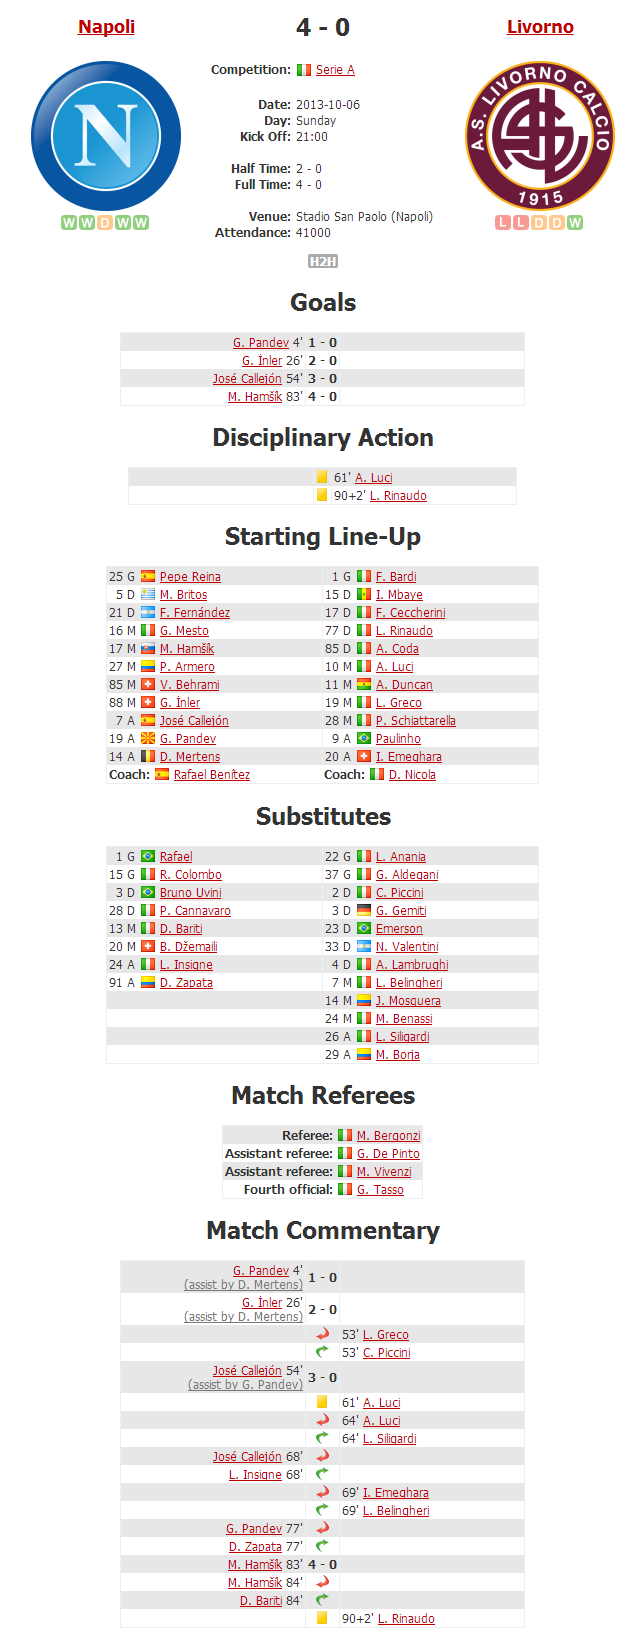 Napoli 4 - 0 Livorno
Competition: Serie A
N
A.S. LIVORNO CALCIO
1915
Date: 2013-10-06
Day: Sunday
Kick Off: 21:00
Half Time: 2 - 0
Full Time: 4 - 0
Venue: Stadio San Paolo (Napoli)
W W D W W
L L D D W
Attendance: 41000
H2H
Goals
G. Pandev 4' 1 - 0
G. İnler 26' 2 - 0
José Callejón 54' 3 - 0
M. Hamšík 83' 4 - 0
Disciplinary Action
61' A. Luci
90+2' L. Rinaudo
Starting Line-Up
25 G Pepe Reina 1 G F. Bardi
5 D M. Britos 15 D I. Mbaye
21 D F. Fernández 17 D F. Ceccherini
16 M G. Mesto 77 D L. Rinaudo
17 M M. Hamšík 85 D A. Coda
27 M P. Armero 10 M A. Luci
85 M V. Behrami 11 M A. Duncan
88 M G. İnler 19 M L. Greco
7 A José Callejón 28 M P. Schiattarella
19 A G. Pandev 9 A Paulinho
14 A D. Mertens 20 A I. Emeghara
Coach: Rafael Benítez Coach: D. Nicola
Substitutes
1 G Rafael 22 G L. Anania
15 G R. Colombo 37 G G. Aldegani
3 D Bruno Uvini 2 D C. Piccini
28 D P. Cannavaro 3 D G. Gemiti
13 M D. Bariti 23 D Emerson
20 M B. Džemaili 33 D N. Valentini
24 A L. Insigne 4 D A. Lambrughi
91 A D. Zapata 7 M L. Belingheri
14 M J. Mosquera
24 M M. Benassi
26 A L. Siligardi
29 A M. Borja
Match Referees
Referee: M. Bergonzi
Assistant referee: G. De Pinto
Assistant referee: M. Vivenzi
Fourth official: G. Tasso
Match Commentary
G. Pandev 4' 1 - 0
(assist by D. Mertens)
G. İnler 26' 2 - 0
(assist by D. Mertens)
53' L. Greco
53' C. Piccini
José Callejón 54' 3 - 0
(assist by G. Pandev)
61' A. Luci
64' A. Luci
64' L. Siligardi
José Callejón 68'
L. Insigne 68'
69' I. Emeghara
69' L. Belingheri
G. Pandev 77'
D. Zapata 77'
M. Hamšík 83' 4 - 0
M. Hamšík 84'
D. Bariti 84'
90+2' L. Rinaudo